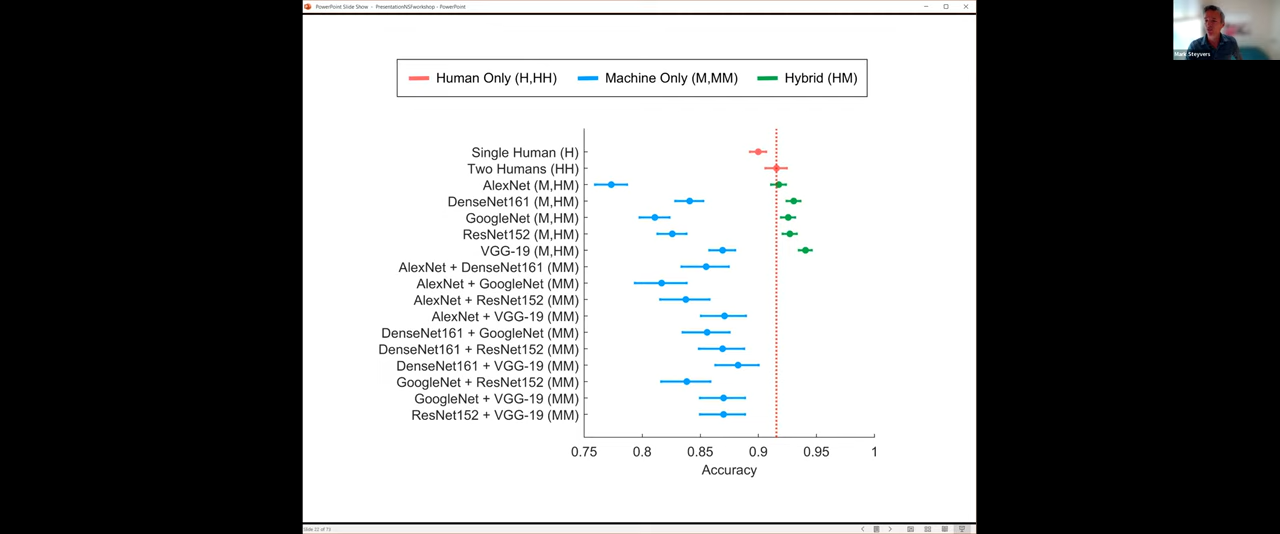 PowerPoint Slide Show - PresentationNSFworkshop - PowerPoint
Mark Steyvers
Human Only (H,HH)
Machine Only (M,MM)
Hybrid (HM)
Single Human (H)
Two Humans (HH)
AlexNet (M,HM)
DenseNet161 (M,HM)
GoogleNet (M,HM)
ResNet152 (M,HM)
VGG-19 (M,HM)
AlexNet + DenseNet161 (MM)
AlexNet + GoogleNet (MM)
AlexNet + ResNet152 (MM)
AlexNet + VGG-19 (MM)
DenseNet161 + GoogleNet (MM)
DenseNet161 + ResNet152 (MM)
DenseNet161 + VGG-19 (MM)
GoogleNet + ResNet152 (MM)
GoogleNet + VGG-19 (MM)
ResNet152 + VGG-19 (MM)
0.75 0.8 0.85 0.9 0.95 1
Accuracy
Slide 22 of 73